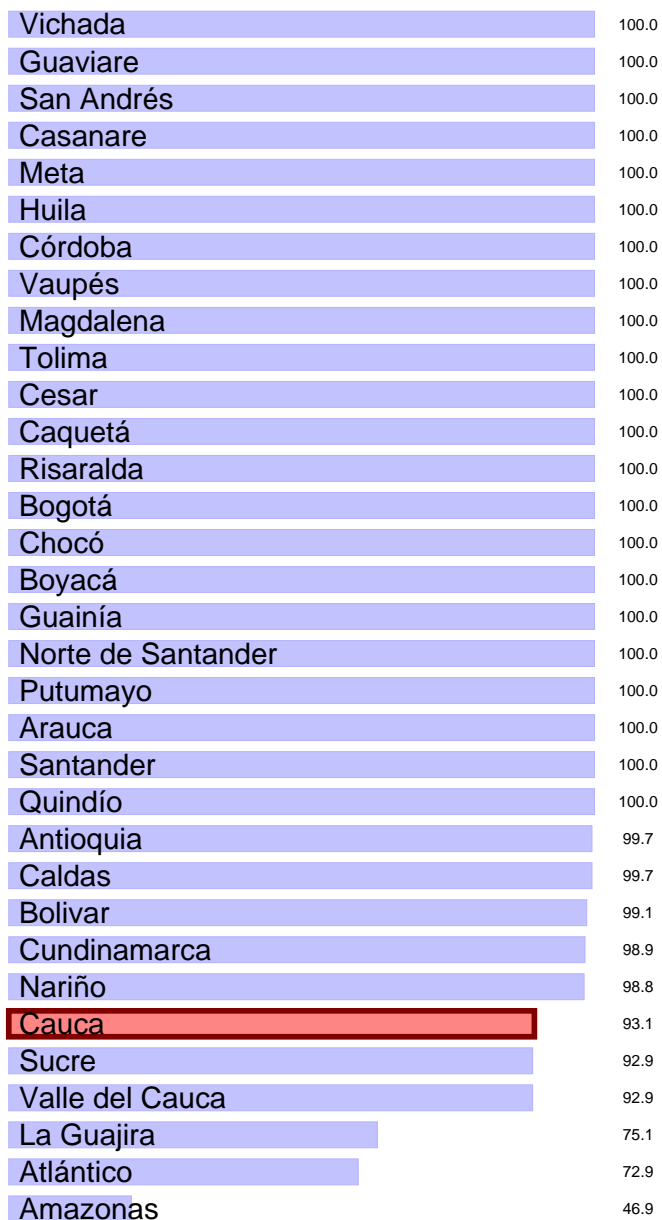 Vichada 100.0
Guaviare 100.0
San Andrés 100.0
Casanare 100.0
Meta 100.0
Huila 100.0
Córdoba 100.0
Vaupés 100.0
Magdalena 100.0
Tolima 100.0
Cesar 100.0
Caquetá 100.0
Risaralda 100.0
Bogotá 100.0
Chocó 100.0
Boyacá 100.0
Guainía 100.0
Norte de Santander 100.0
Putumayo 100.0
Arauca 100.0
Santander 100.0
Quindío 100.0
Antioquia 99.7
Caldas 99.7
Bolivar 99.1
Cundinamarca 98.9
Nariño 98.8
Cauca 93.1
Sucre 92.9
Valle del Cauca 92.9
La Guajira 75.1
Atlántico 72.9
Amazonas 46.9